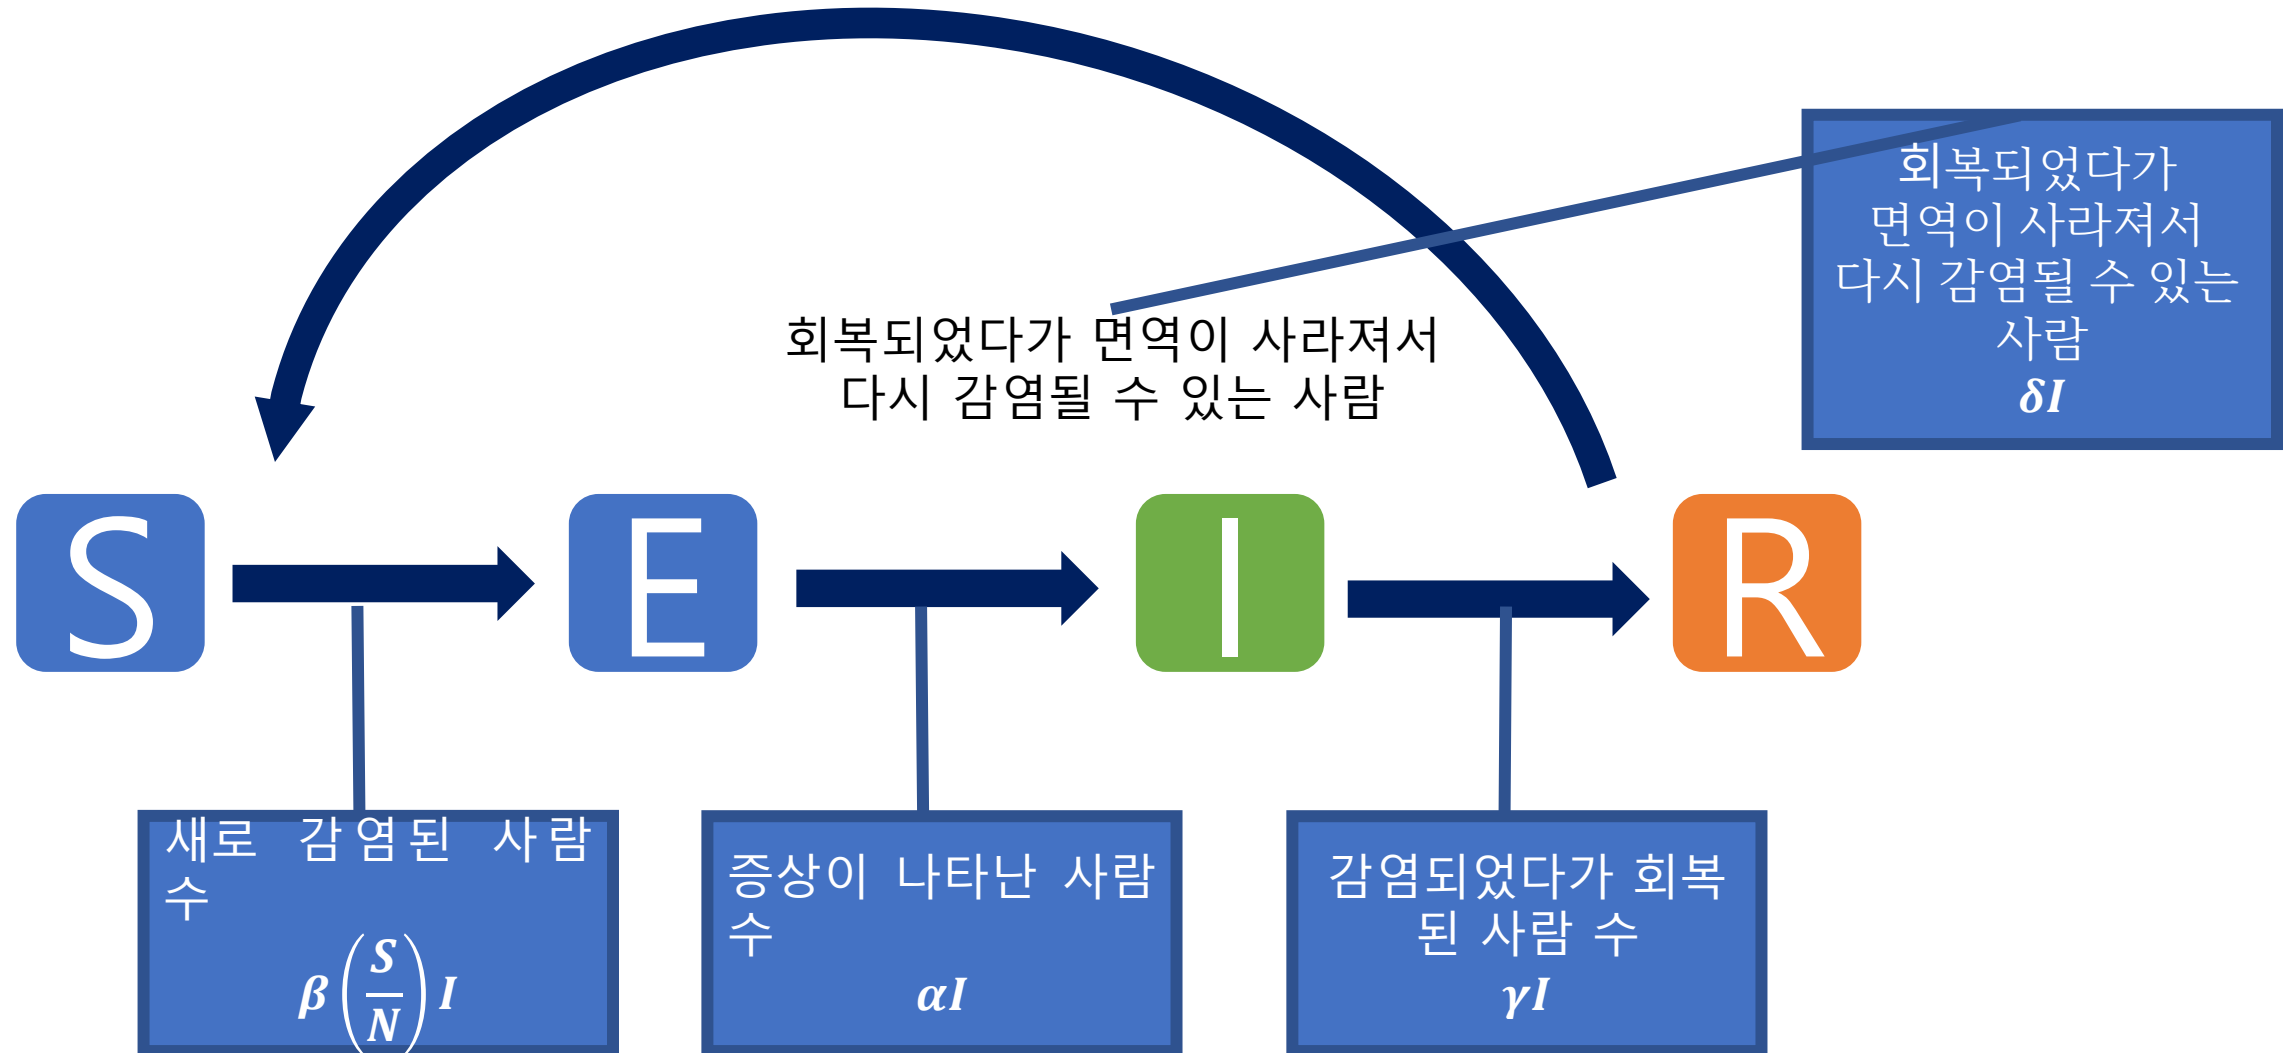 회복되었다가
면역이 사라져서
다시 감염될 수 있는
사람
δI
회복되었다가 면역이 사라져서
다시 감염될 수 있는 사람
S
E
I
R
새로 감염된 사람
수
β(S/N)I
증상이 나타난 사람
수
αI
감염되었다가 회복
된 사람 수
γI